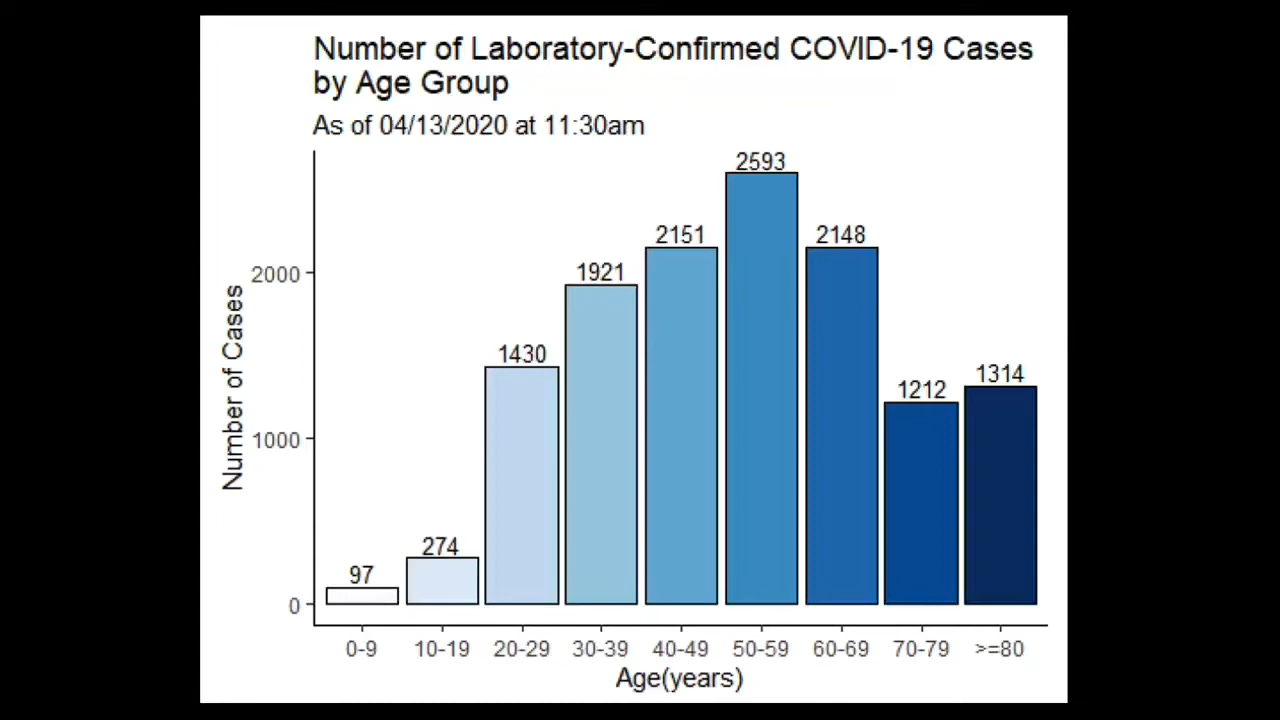 Number of Laboratory-Confirmed COVID-19 Cases
by Age Group
As of 04/13/2020 at 11:30am
2593
2151
2148
2000
1921
1430
1314
1212
1000
274
97
0
Number of Cases
0-9 10-19 20-29 30-39 40-49 50-59 60-69 70-79 >=80
Age(years)